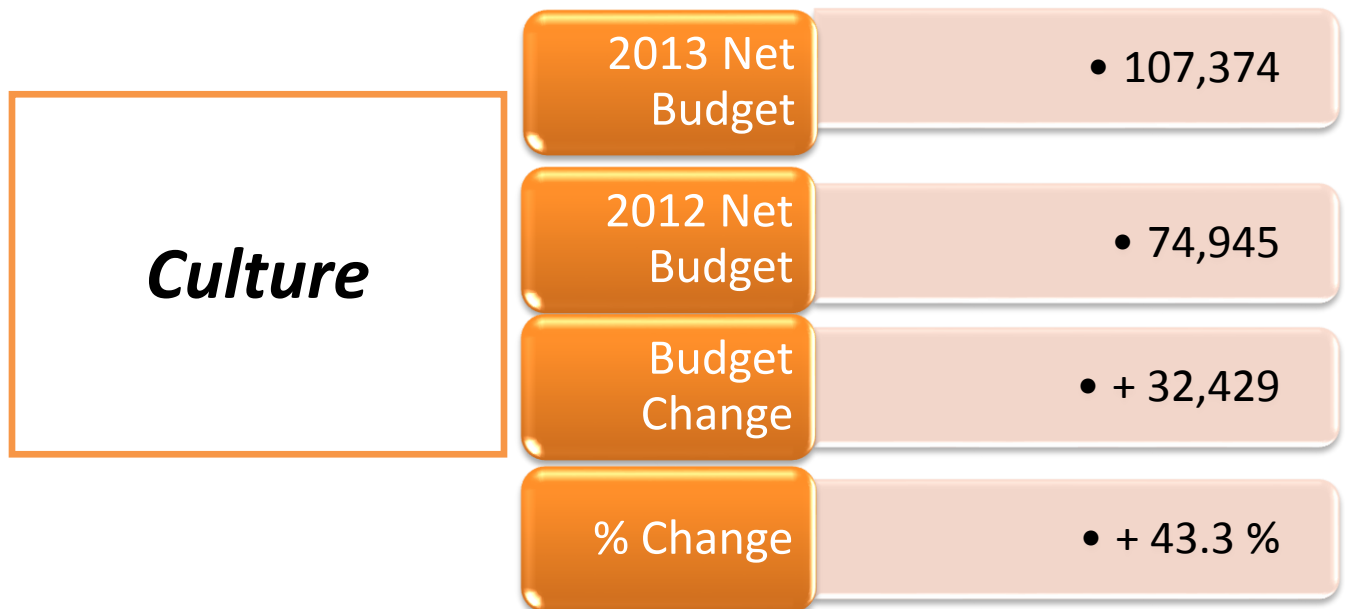 Culture
2013 Net
Budget
• 107,374
2012 Net
Budget
• 74,945
Budget
Change
• + 32,429
% Change
• + 43.3 %